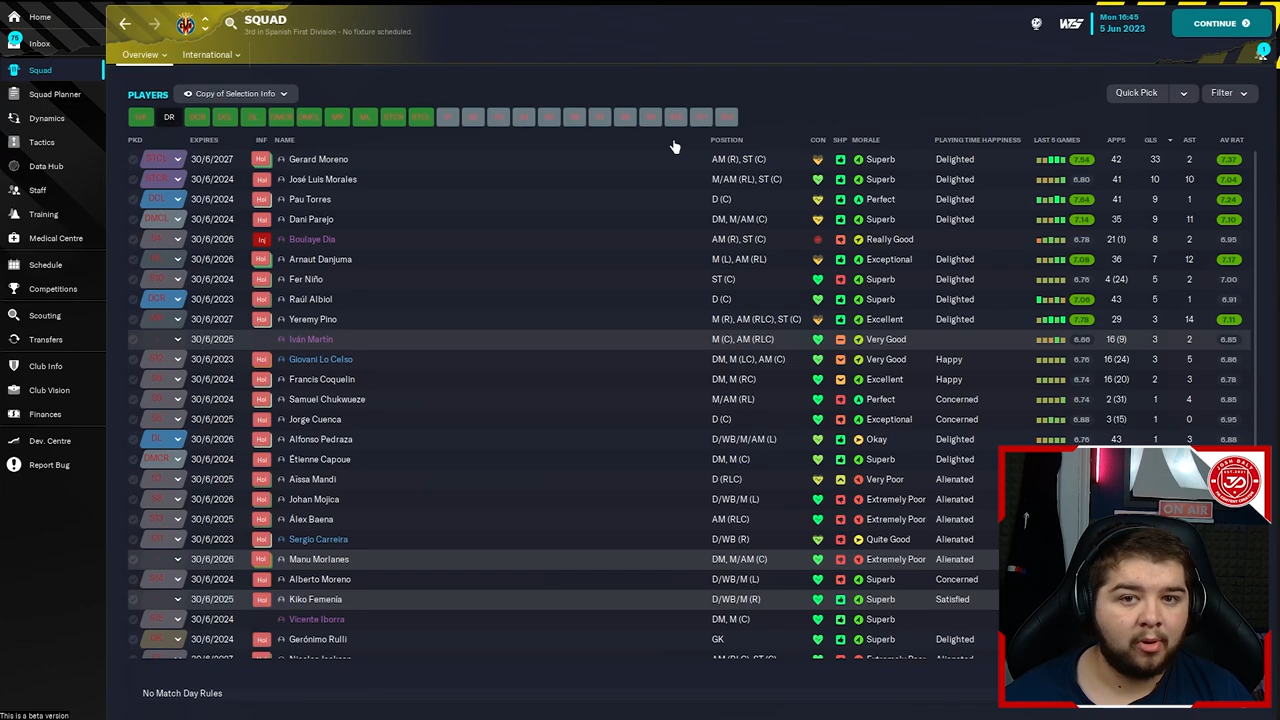 Home
75
Inbox
Squad
Squad Planner
Dynamics
Tactics
Data Hub
Staff
Training
Medical Centre
Schedule
Competitions
Scouting
Transfers
Club Info
Club Vision
Finances
Dev. Centre
Report Bug
This is a beta version
SQUAD
3rd in Spanish First Division - No fixture scheduled.
Overview
International
Mon 16:45
5 Jun 2023
CONTINUE
1
PLAYERS
Copy of Selection Info
Quick Pick
Filter
DR
PKD EXPIRES INF NAME POSITION CON SHP MORALE PLAYING TIME HAPPINESS LAST 5 GAMES APPS GLS AST AV RAT
STCL 30/6/2027 Hol Gerard Moreno AM (R), ST (C) Superb Delighted 7.54 42 33 2 7.37
STCR 30/6/2024 Hol José Luis Morales M/AM (RL), ST (C) Superb Delighted 6.80 41 10 10 7.04
DCL 30/6/2024 Hol Pau Torres D (C) Perfect Delighted 7.64 41 9 1 7.24
DMCL 30/6/2024 Hol Dani Parejo DM, M/AM (C) Superb Delighted 7.14 35 9 11 7.10
30/6/2026 Inj Boulaye Dia AM (R), ST (C) Really Good 6.78 21 (1) 8 2 6.95
30/6/2026 Hol Arnaut Danjuma M (L), AM (RL) Exceptional Delighted 7.08 36 7 12 7.17
S10 30/6/2024 Hol Fer Niño ST (C) Superb Delighted 6.76 4 (24) 5 2 7.00
DCR 30/6/2023 Hol Raúl Albiol D (C) Superb Delighted 7.06 43 5 1 6.91
30/6/2027 Hol Yeremy Pino M (R), AM (RLC), ST (C) Excellent Delighted 7.78 29 3 14 7.11
30/6/2025 Iván Martín M (C), AM (RLC) Very Good 6.66 16 (9) 3 2 6.85
S12 30/6/2023 Hol Giovani Lo Celso DM, M (LC), AM (C) Very Good Happy 6.76 16 (24) 3 5 6.86
30/6/2024 Hol Francis Coquelin DM, M (RC) Excellent Happy 6.74 16 (20) 2 3 6.78
30/6/2024 Hol Samuel Chukwueze M/AM (RL) Perfect Concerned 2 (31) 1 4 6.85
30/6/2024 Hol Jorge Cuenca D (C) Exceptional Concerned 6.88 3 (15) 1 0 6.95
DL 30/6/2026 Hol Alfonso Pedraza D/WB/M/AM (L) Okay Delighted 6.76 43 1 3 6.88
DMCR 30/6/2024 Hol Étienne Capoue DM, M (C) Superb Delighted
30/6/2025 Hol Aïssa Mandi D (RLC) Very Poor Alienated
30/6/2026 Hol Johan Mojica D/WB/M (L) Extremely Poor Alienated
S13 30/6/2025 Hol Álex Baena AM (RLC) Extremely Poor Alienated
S11 30/6/2023 Hol Sergio Carreira D/WB (R) Quite Good Alienated
30/6/2026 Hol Manu Morlanes DM, M/AM (C) Extremely Poor Alienated
S14 30/6/2024 Hol Alberto Moreno D/WB/M (L) Superb Concerned
30/6/2025 Hol Kiko Femenía D/WB/M (R) Superb Satisfied
S15 30/6/2024 Vicente Iborra DM, M (C) Superb
GK 30/6/2024 Hol Gerónimo Rulli GK Superb Delighted
No Match Day Rules
JOSH DALY
ON AIR